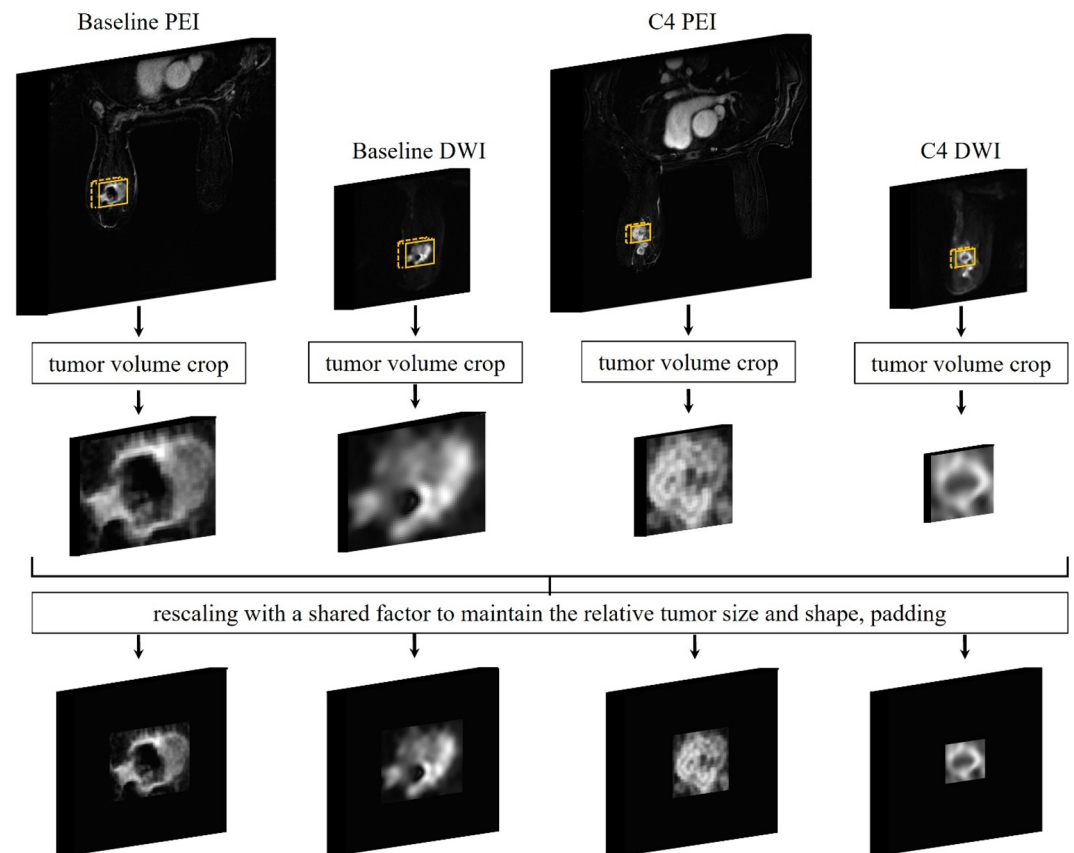 Baseline PEI
C4 PEI
Baseline DWI
C4 DWI
tumor volume crop
tumor volume crop
tumor volume crop
tumor volume crop
rescaling with a shared factor to maintain the relative tumor size and shape, padding